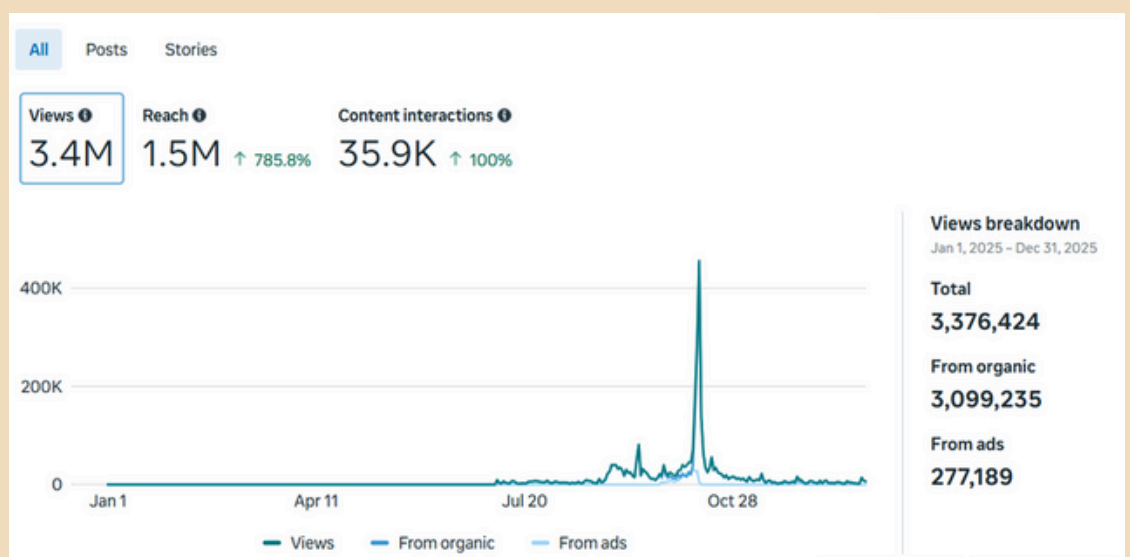 All Posts Stories
Views Reach Content interactions
3.4M 1.5M ↑ 785.8% 35.9K ↑ 100%
Views breakdown
Jan 1, 2025 – Dec 31, 2025
Total
3,376,424
From organic
3,099,235
From ads
277,189
400K
200K
0
Jan 1 Apr 11 Jul 20 Oct 28
Views From organic From ads